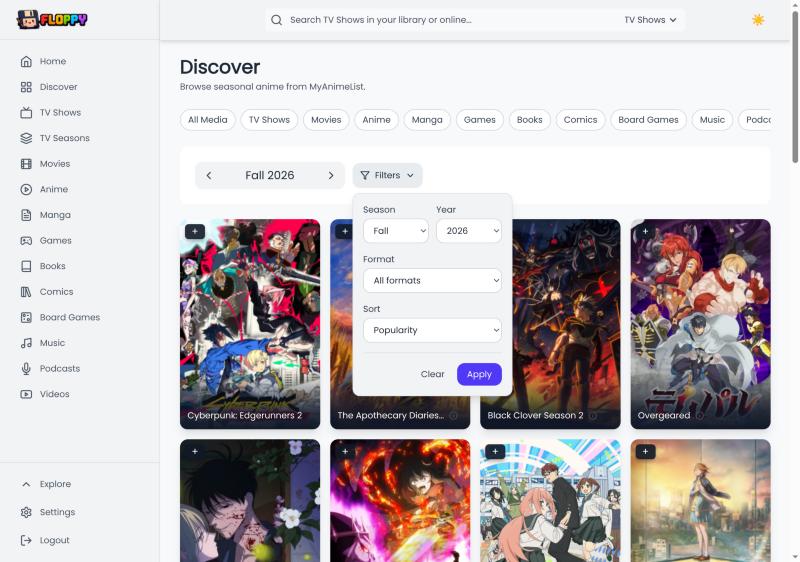 FLOPPY
Search TV Shows in your library or online...
TV Shows
Home
Discover
TV Shows
TV Seasons
Movies
Anime
Manga
Games
Books
Comics
Board Games
Music
Podcasts
Videos
Explore
Settings
Logout
Discover
Browse seasonal anime from MyAnimeList.
All Media
TV Shows
Movies
Anime
Manga
Games
Books
Comics
Board Games
Music
Podc
Fall 2026
Filters
Season
Year
Fall
2026
Format
All formats
Sort
Popularity
Clear
Apply
Cyberpunk: Edgerunners 2
The Apothecary Diaries...
Black Clover Season 2
Overgeared